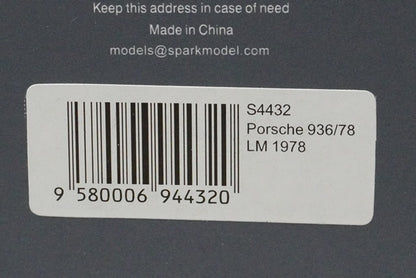 Keep this address in case of need
Made in China
models@sparkmodel.com
S4432
Porsche 936/78
LM 1978
9 580006 944320